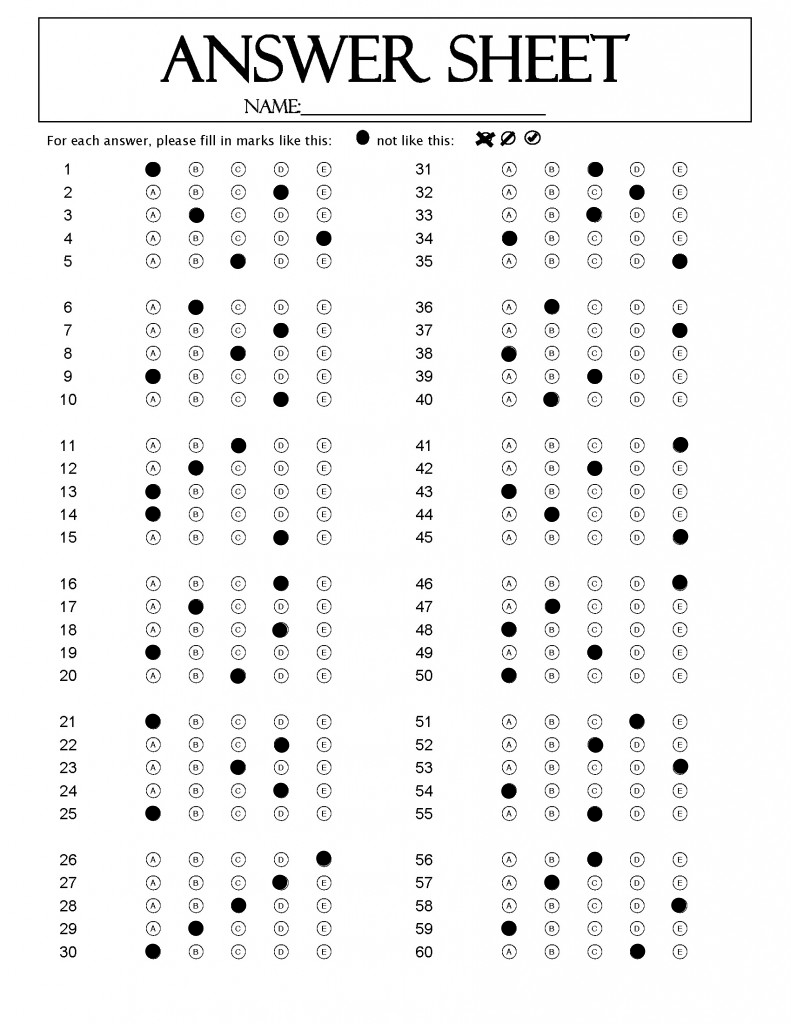 ANSWER SHEET
NAME:
For each answer, please fill in marks like this: not like this:
1 B C D E 31 A B D E
2 A B C E 32 A B C E
3 A C D E 33 A B D E
4 A B C D 34 B C D E
5 A B D E 35 A B C D
6 A C D E 36 A C D E
7 A B C E 37 A B C D
8 A B D E 38 B C D E
9 B C D E 39 A B D E
10 A B C E 40 A C D E
11 A B D E 41 A B C D
12 A C D E 42 A B D E
13 B C D E 43 B C D E
14 B C D E 44 A C D E
15 A B C E 45 A B C D
16 A B C E 46 A B C D
17 A C D E 47 A C D E
18 A B C E 48 B C D E
19 B C D E 49 A B D E
20 A B D E 50 B C D E
21 B C D E 51 A B C E
22 A B C E 52 A B D E
23 A B D E 53 A B C D
24 A B C E 54 B C D E
25 B C D E 55 A B D E
26 A B C D 56 A B D E
27 A B C E 57 A C D E
28 A B D E 58 A B C D
29 A C D E 59 B C D E
30 B C D E 60 A B C E